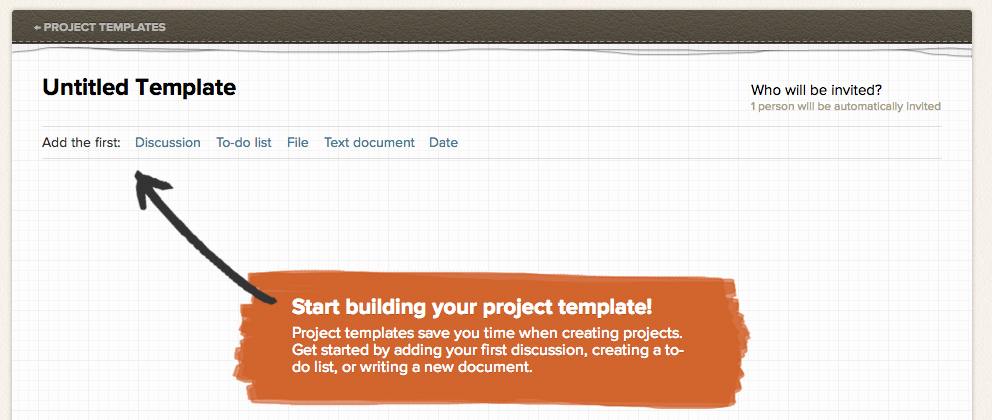 ← PROJECT TEMPLATES
Untitled Template
Who will be invited?
1 person will be automatically invited
Add the first: Discussion To-do list File Text document Date
Start building your project template!
Project templates save you time when creating projects.
Get started by adding your first discussion, creating a to-
do list, or writing a new document.